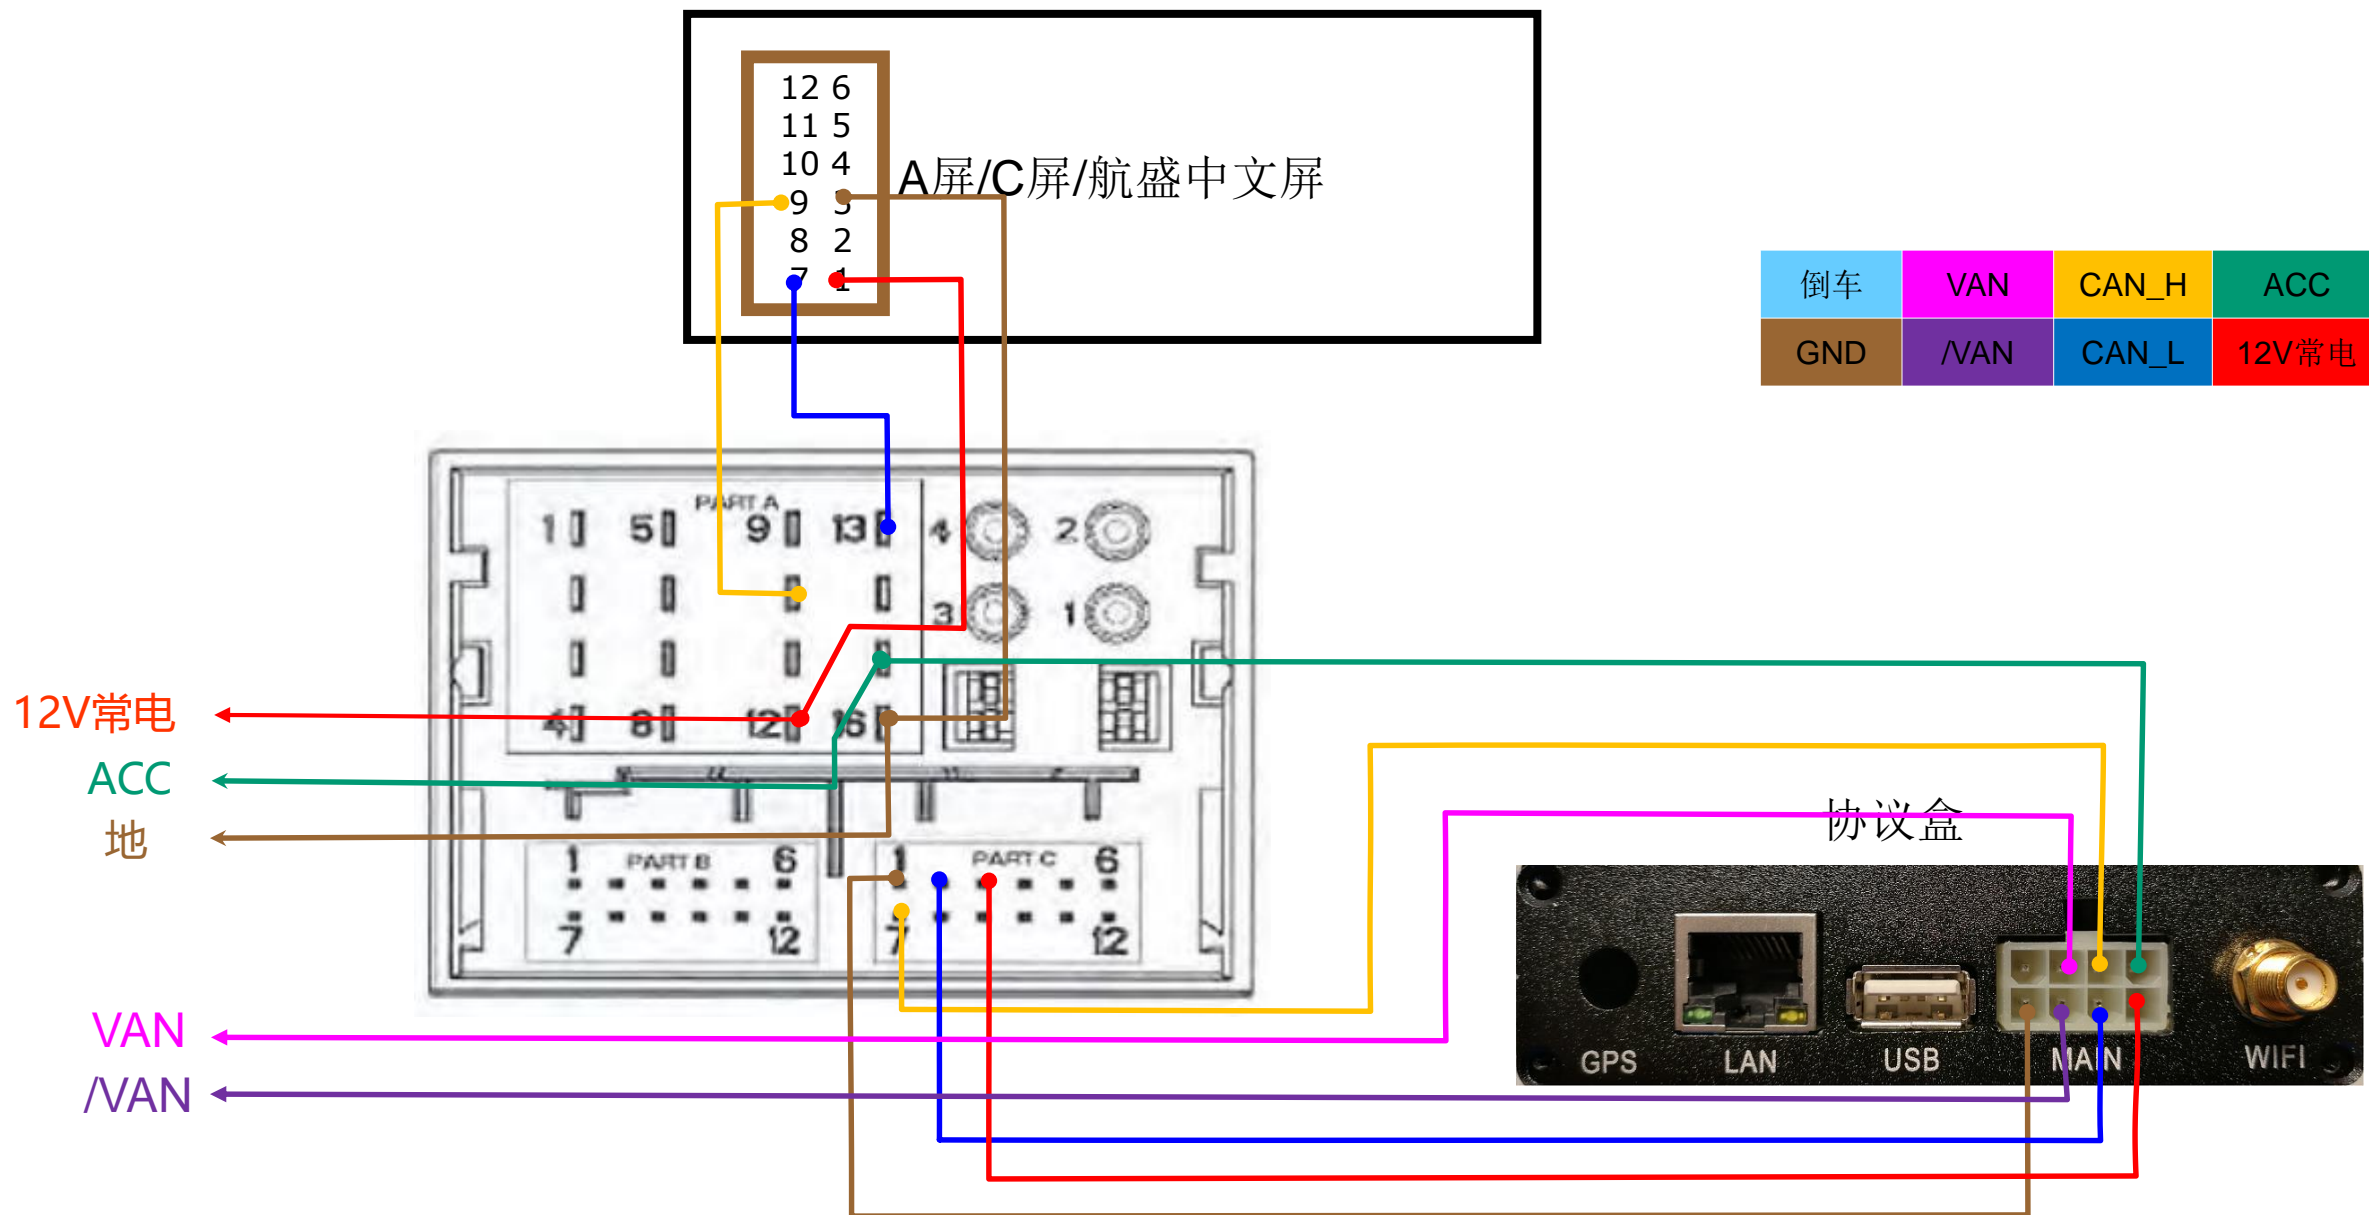 12 6
11 5
10 4
9 3
8 2
7 1
A屏/C屏/航盛中文屏
倒车 VAN CAN_H ACC
GND /VAN CAN_L 12V常电
PART A
1 5 9 13
4 8 12 16
4 2
3 1
12V常电
ACC
地
VAN
/VAN
1 PART B 6
7 12
1 PART C 6
7 12
协议盒
GPS LAN USB MAIN WIFI